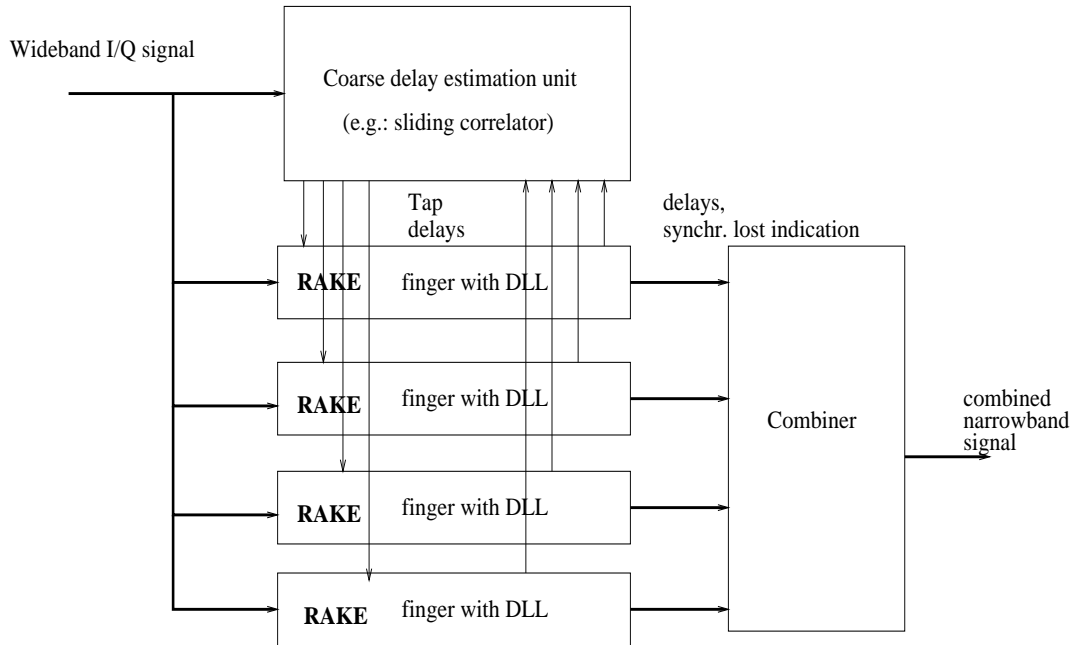 Wideband I/Q signal
Coarse delay estimation unit
(e.g.: sliding correlator)
Tap
delays
delays,
synchr. lost indication
RAKE finger with DLL
RAKE finger with DLL
Combiner
combined
narrowband
signal
RAKE finger with DLL
RAKE finger with DLL